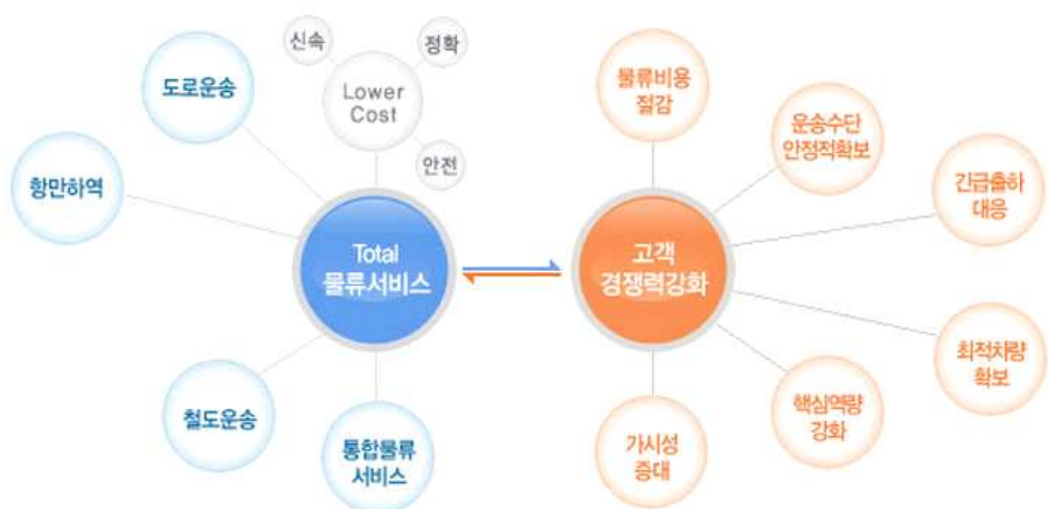 신속
정확
Lower
Cost
안전
도로운송
항만하역
Total
물류서비스
철도운송
통합물류
서비스
고객
경쟁력강화
물류비용
절감
운송수단
안정적확보
긴급출하
대응
최적차량
확보
핵심역량
강화
가시성
증대